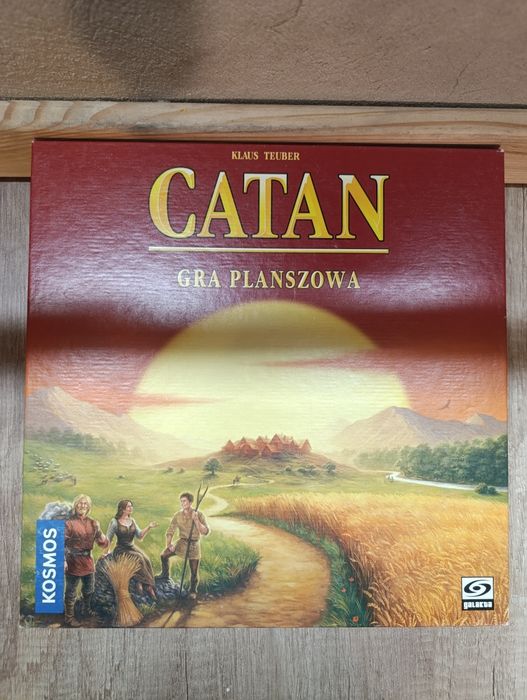 KLAUS TEUBER
CATAN
GRA PLANSZOWA
KOSMOS
galakta